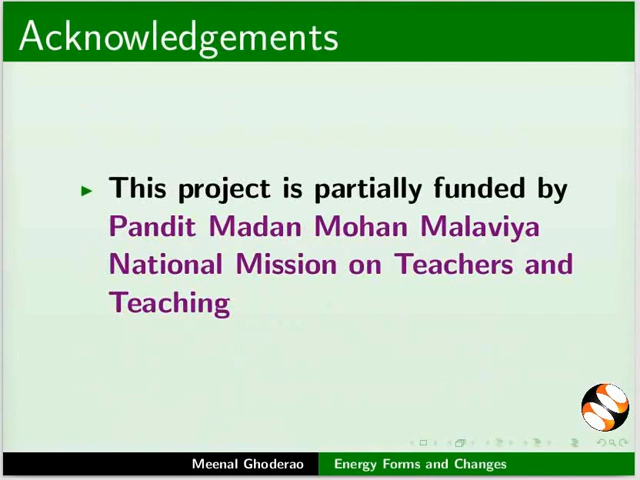 Acknowledgements
This project is partially funded by
Pandit Madan Mohan Malaviya
National Mission on Teachers and
Teaching
Meenal Ghoderao Energy Forms and Changes